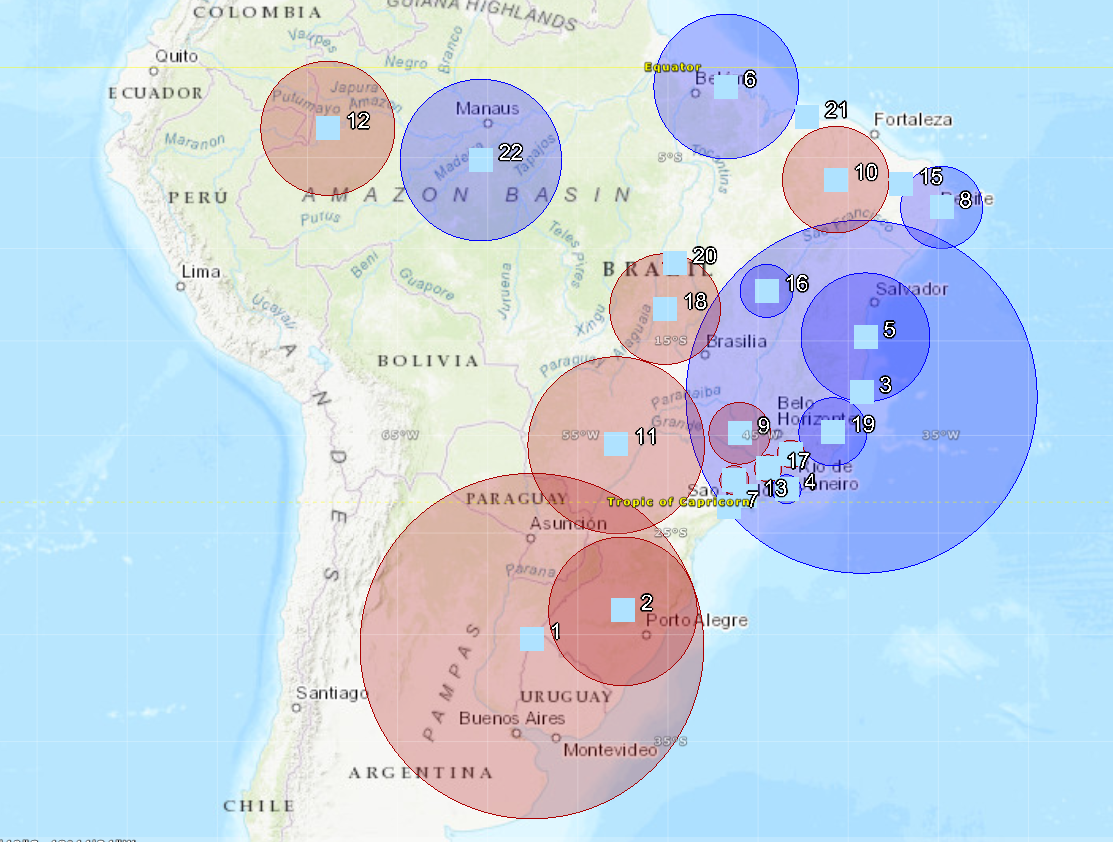 COLOMBIA
GUIANA HIGHLANDS
Vaupes
Branco
Quito
Negro
Equator
Belém
6
ECUADOR
Japura
Putumayo
Amazon
12
Manaus
21
Fortaleza
Maranon
Madeira
Tapajos
22
Tocantins
5°S
10
15
PERÚ
AMAZON BASIN
8
Recife
Purus
Sao Francisco
Teles Pires
Lima
Beni
Guapore
Juruena
Xingu
BRAZIL
20
16
Salvador
Ucayali
18
Araguaia
5
15°S
Brasilia
BOLIVIA
Paraguay
3
Paranaiba
Belo
Horizonte
Grande
ANDES
65°W
55°W
11
9
45°W
19
35°W
17
Rio de
Janeiro
4
13
7
Sao
PARAGUAY
Tropic of Capricorn
Asunción
25°S
Parana
2
1
Porto Alegre
PAMPAS
Santiago
URUGUAY
Buenos Aires
35°S
Montevideo
ARGENTINA
CHILE